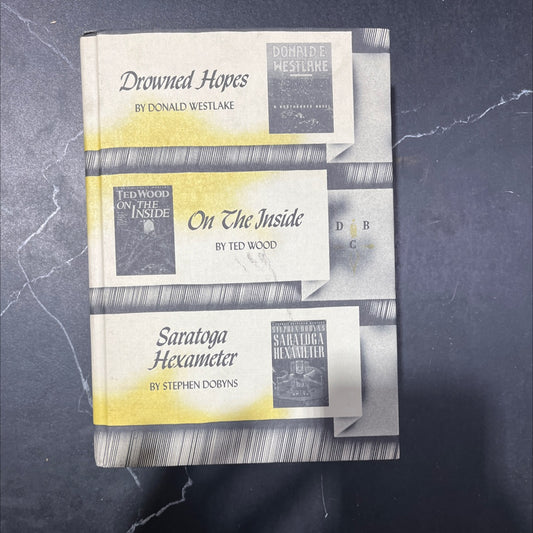 Drowned Hopes
BY DONALD WESTLAKE
DONALD E.
WESTLAKE
TED WOOD
ON THE
INSIDE
On The Inside
BY TED WOOD
D B
C
Saratoga
Hexameter
BY STEPHEN DOBYNS
STEPHEN DOBYNS
SARATOGA
HEXAMETER